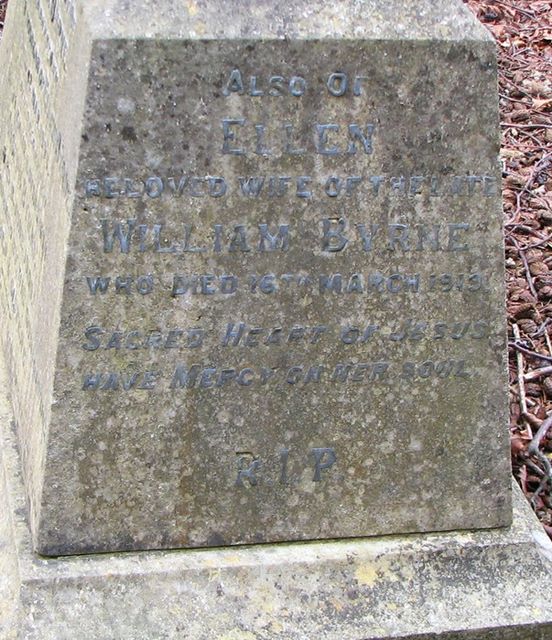 ALSO OF
ELLEN
BELOVED WIFE OF THE LATE
WILLIAM BYRNE
WHO DIED 16TH MARCH 1919.
SACRED HEART OF JESUS
HAVE MERCY ON HER SOUL
R.I.P.